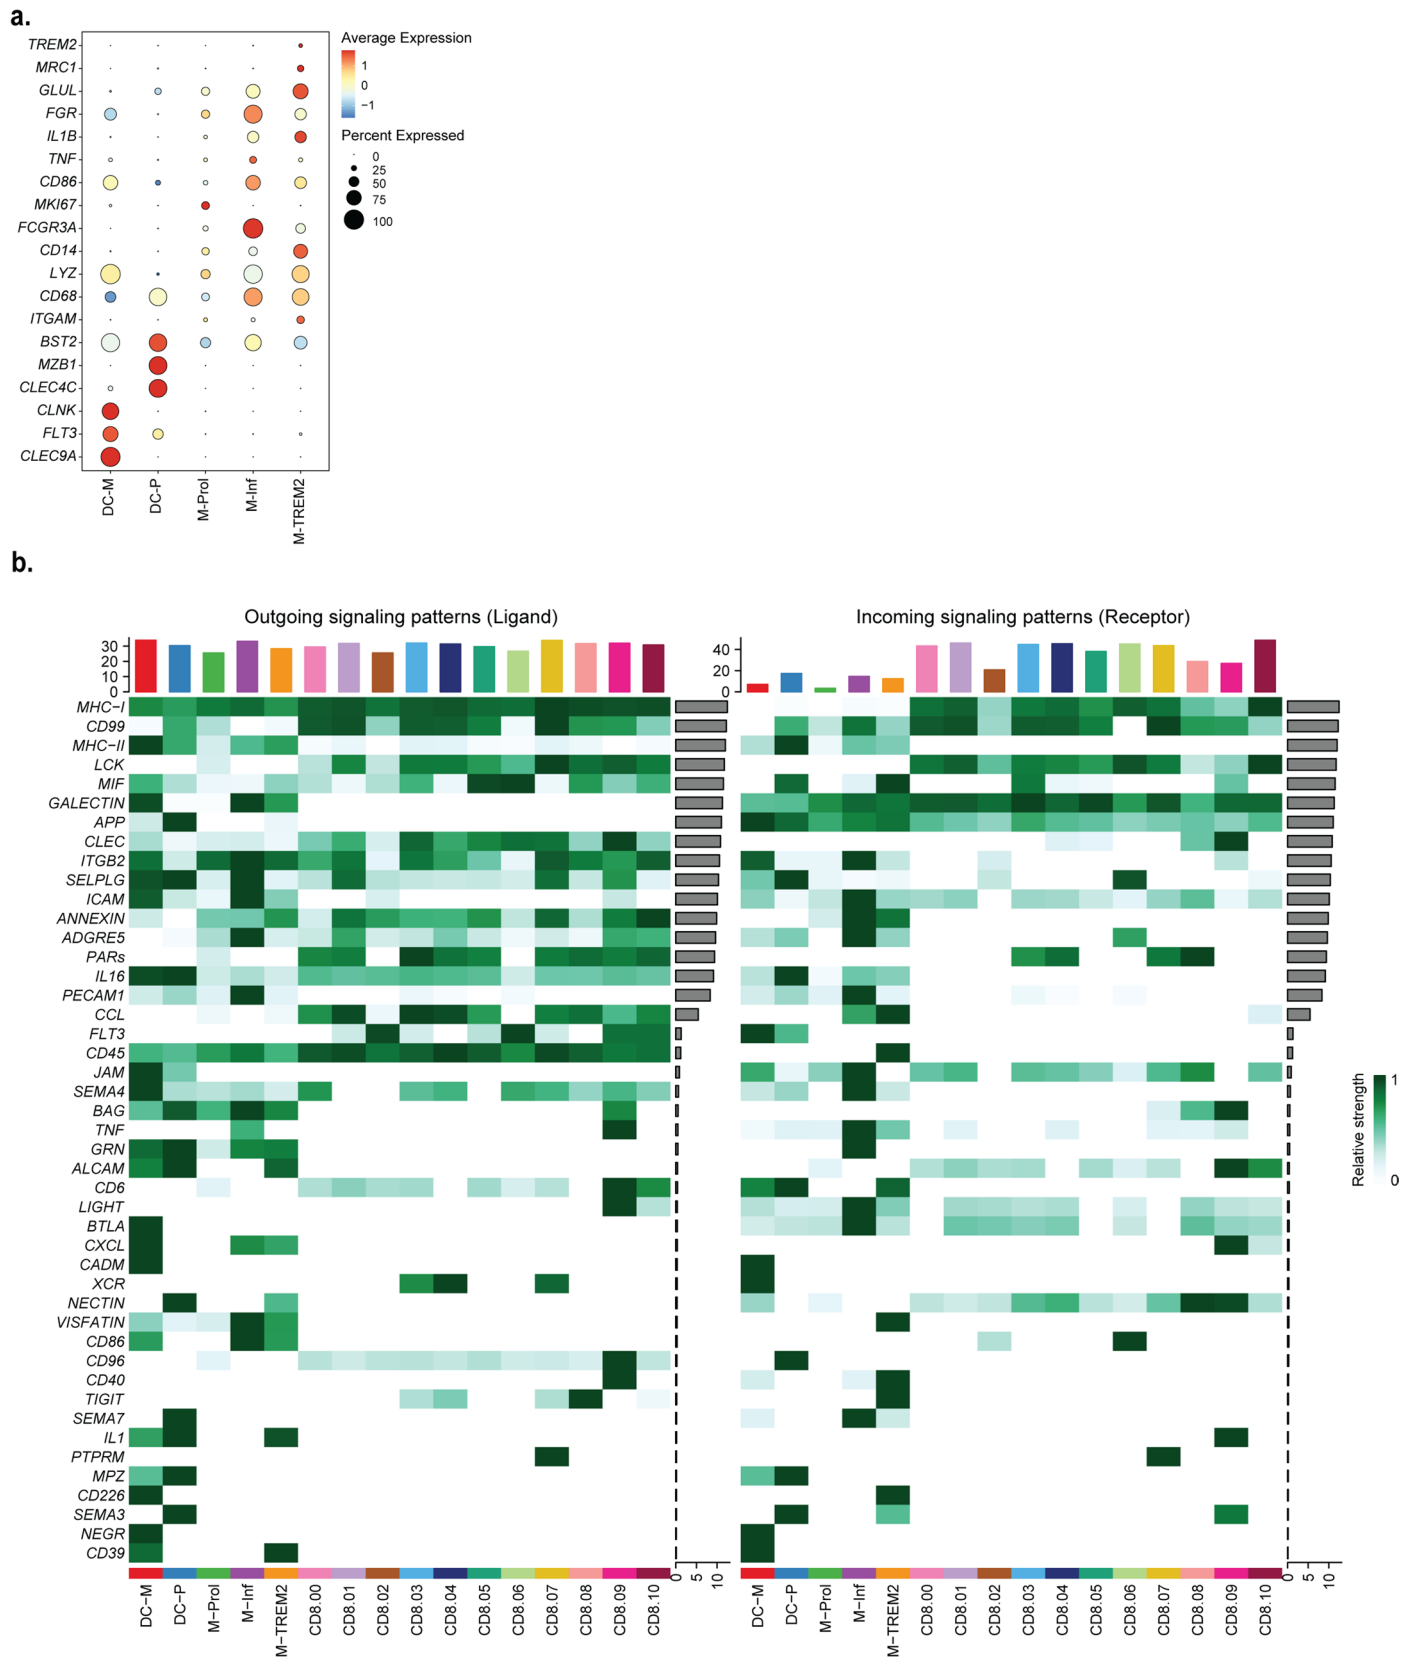 a.
TREM2
MRC1
GLUL
FGR
IL1B
TNF
CD86
MKI67
FCGR3A
CD14
LYZ
CD68
ITGAM
BST2
MZB1
CLEC4C
CLNK
FLT3
CLEC9A
DC-M
DC-P
M-Prol
M-Inf
M-TREM2
Average Expression
1
0
−1
Percent Expressed
0
25
50
75
100
b.
Outgoing signaling patterns (Ligand)
30
20
10
0
MHC−I
CD99
MHC−II
LCK
MIF
GALECTIN
APP
CLEC
ITGB2
SELPLG
ICAM
ANNEXIN
ADGRE5
PARs
IL16
PECAM1
CCL
FLT3
CD45
JAM
SEMA4
BAG
TNF
GRN
ALCAM
CD6
LIGHT
BTLA
CXCL
CADM
XCR
NECTIN
VISFATIN
CD86
CD96
CD40
TIGIT
SEMA7
IL1
PTPRM
MPZ
CD226
SEMA3
NEGR
CD39
DC−M
DC−P
M−Prol
M−Inf
M−TREM2
CD8.00
CD8.01
CD8.02
CD8.03
CD8.04
CD8.05
CD8.06
CD8.07
CD8.08
CD8.09
CD8.10
0
5
10
Incoming signaling patterns (Receptor)
40
20
0
DC−M
DC−P
M−Prol
M−Inf
M−TREM2
CD8.00
CD8.01
CD8.02
CD8.03
CD8.04
CD8.05
CD8.06
CD8.07
CD8.08
CD8.09
CD8.10
0
5
10
Relative strength
1
0